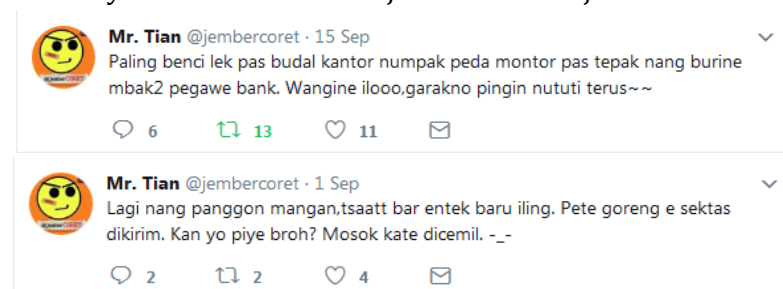 Mr. Tian @jembercoret · 15 Sep
Paling benci lek pas budal kantor numpak peda montor pas tepak nang burine
mbak2 pegawe bank. Wangine ilooo,garakno pingin nututi terus~~
6 13 11
Mr. Tian @jembercoret · 1 Sep
Lagi nang panggon mangan,tsaatt bar entek baru iling. Pete goreng e sektas
dikirim. Kan yo piye broh? Mosok kate dicemil. -_-
2 2 4